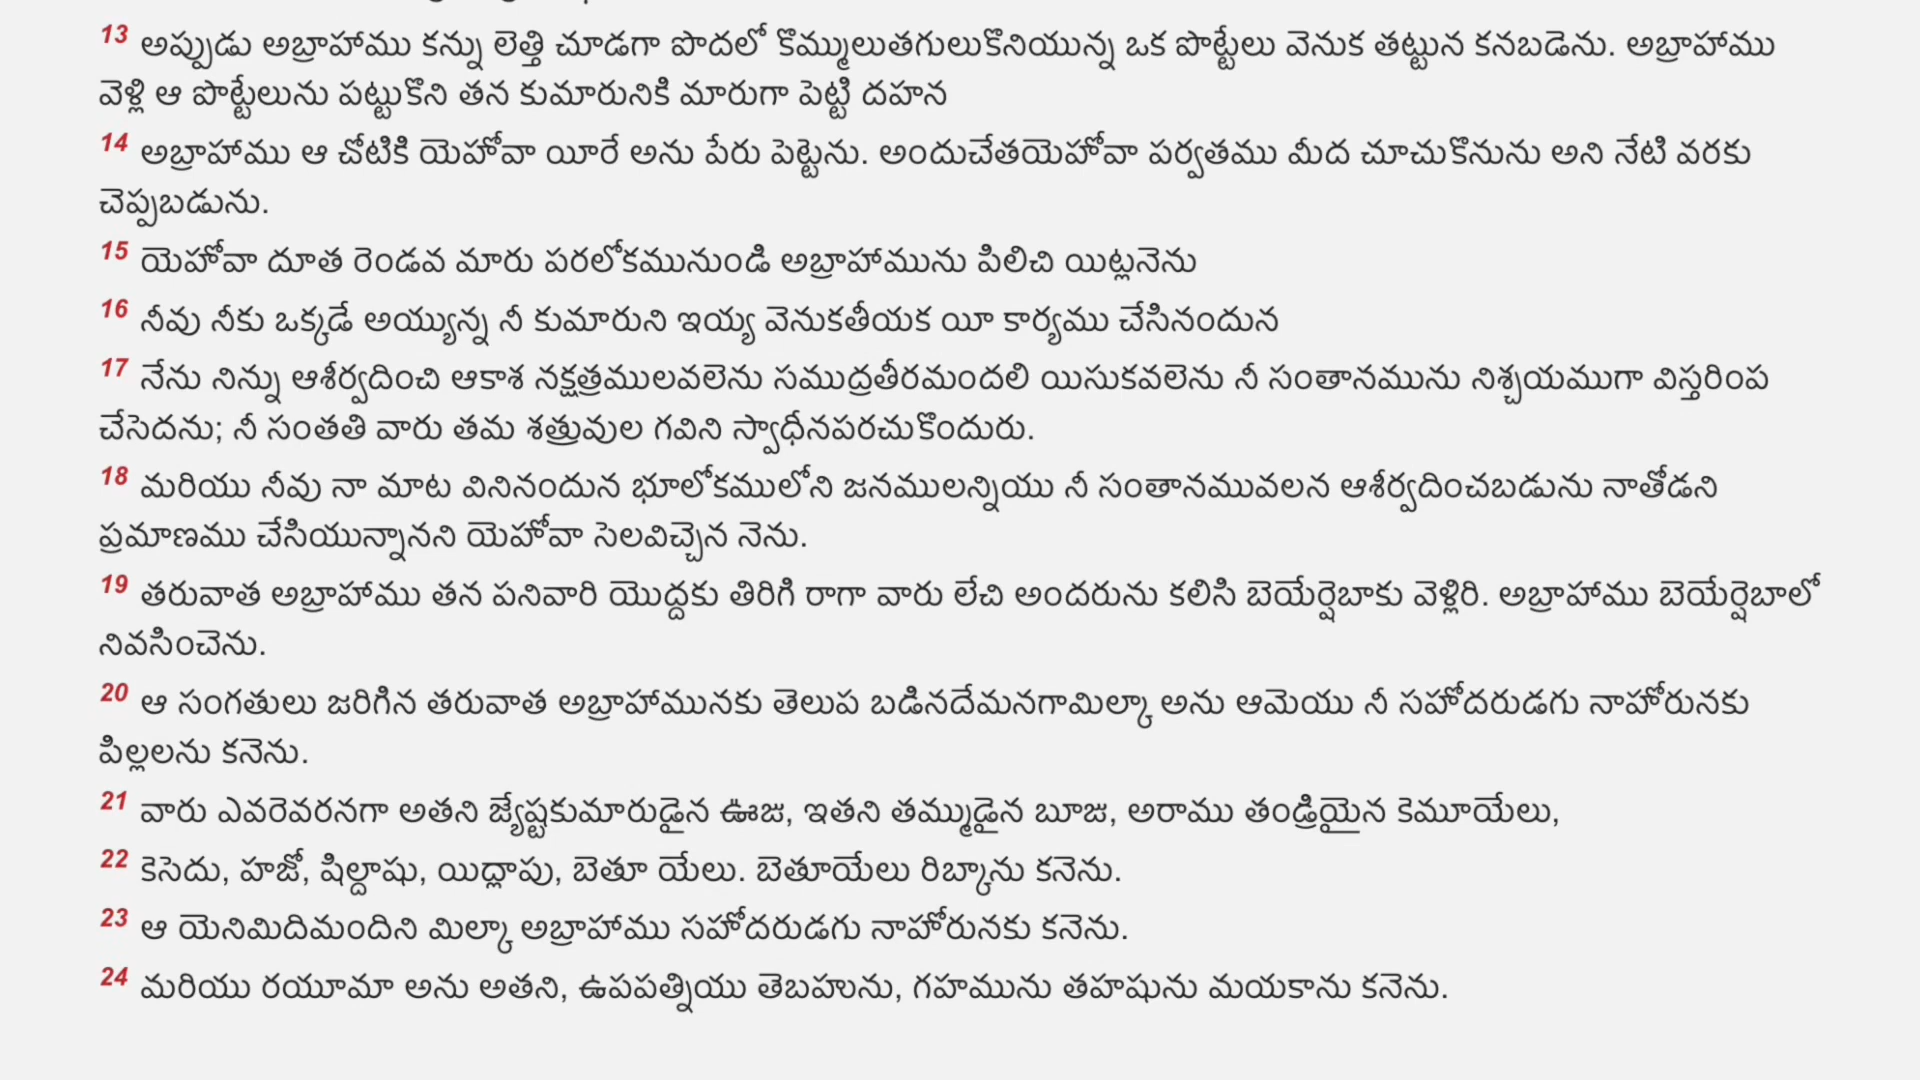 13 అప్పుడు అబ్రాహాము కన్ను లెత్తి చూడగా పొదలో కొమ్ములుతగులుకొనియున్న ఒక పొట్టేలు వెనుక తట్టున కనబడెను. అబ్రాహాము
వెళ్లి ఆ పొట్టేలును పట్టుకొని తన కుమారునికి మారుగా పెట్టి దహన
14 అబ్రాహాము ఆ చోటికి యెహోవా యీరే అను పేరు పెట్టెను. అందుచేతయెహోవా పర్వతము మీద చూచుకొనును అని నేటి వరకు
చెప్పబడును.
15 యెహోవా దూత రెండవ మారు పరలోకమునుండి అబ్రాహామును పిలిచి యిట్లనెను
16 నీవు నీకు ఒక్కడే అయ్యున్న నీ కుమారుని ఇయ్య వెనుకతీయక యీ కార్యము చేసినందున
17 నేను నిన్ను ఆశీర్వదించి ఆకాశ నక్షత్రములవలెను సముద్రతీరమందలి యిసుకవలెను నీ సంతానమును నిశ్చయముగా విస్తరింప
చేసెదను; నీ సంతతి వారు తమ శత్రువుల గవిని స్వాధీనపరచుకొందురు.
18 మరియు నీవు నా మాట వినినందున భూలోకములోని జనములన్నియు నీ సంతానమువలన ఆశీర్వదించబడును నాతోడని
ప్రమాణము చేసియున్నానని యెహోవా సెలవిచ్చెన నెను.
19 తరువాత అబ్రాహాము తన పనివారి యొద్దకు తిరిగి రాగా వారు లేచి అందరును కలిసి బెయేర్షెబాకు వెళ్లిరి. అబ్రాహాము బెయేర్షెబాలో
నివసించెను.
20 ఆ సంగతులు జరిగిన తరువాత అబ్రాహామునకు తెలుప బడినదేమనగామిల్కా అను ఆమెయు నీ సహోదరుడగు నాహోరునకు
పిల్లలను కనెను.
21 వారు ఎవరెవరనగా అతని జ్యేష్టకుమారుడైన ఊజు, ఇతని తమ్ముడైన బూజు, అరాము తండ్రియైన కెమూయేలు,
22 కెసెదు, హజో, షిల్దాషు, యిద్లాపు, బెతూ యేలు. బెతూయేలు రిబ్కాను కనెను.
23 ఆ యెనిమిదిమందిని మిల్కా అబ్రాహాము సహోదరుడగు నాహోరునకు కనెను.
24 మరియు రయూమా అను అతని, ఉపపత్నియు తెబహును, గహమును తహషును మయకాను కనెను.